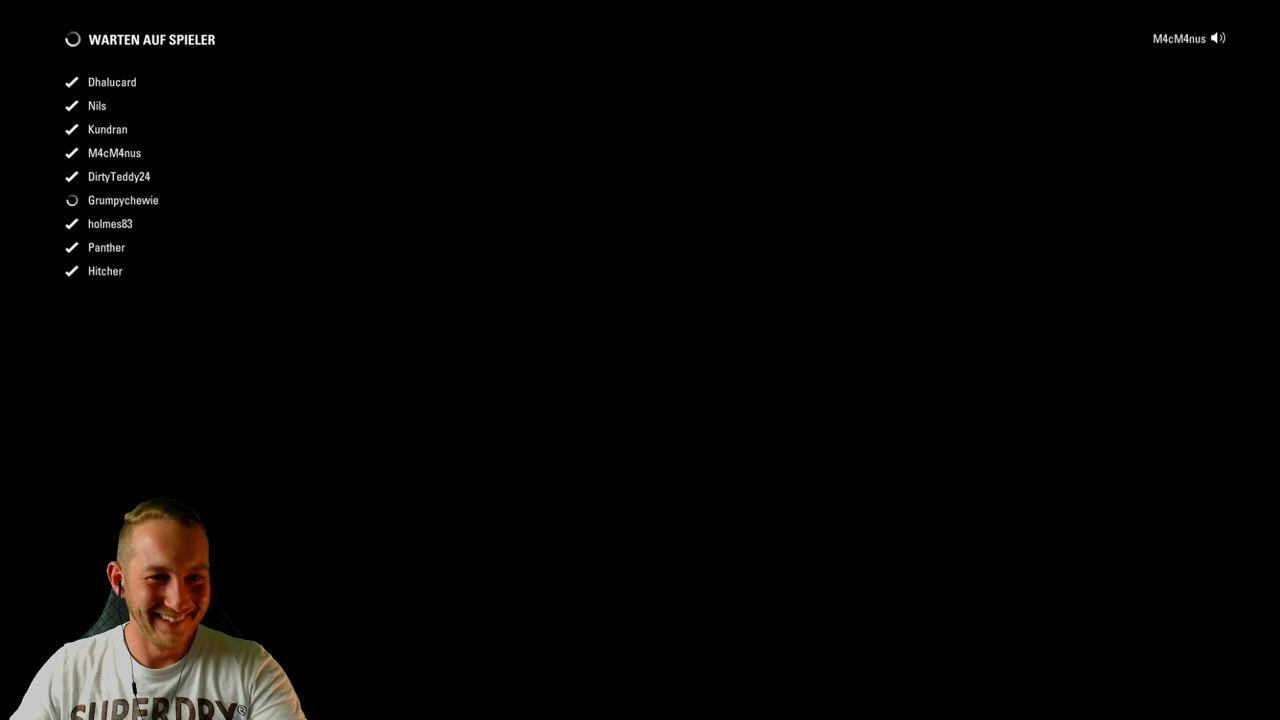 WARTEN AUF SPIELER
M4cM4nus
Dhalucard
Nils
Kundran
M4cM4nus
DirtyTeddy24
Grumpychewie
holmes83
Panther
Hitcher
SUPERDRY®